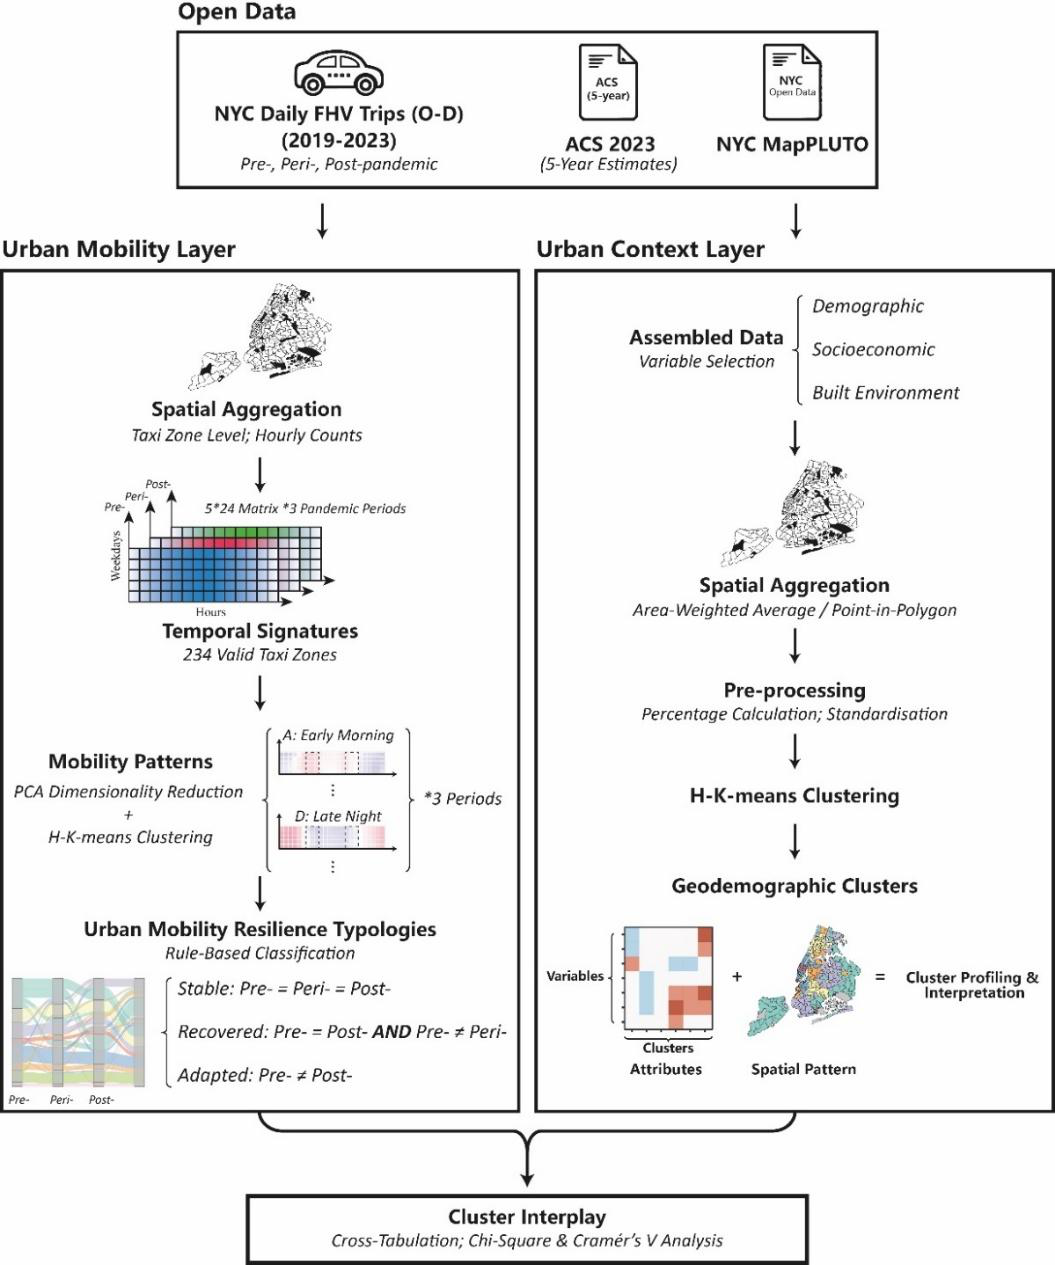 Open Data
ACS
(5-year)
NYC
Open Data
NYC Daily FHV Trips (O-D)
(2019-2023)
Pre-, Peri-, Post-pandemic
ACS 2023
(5-Year Estimates)
NYC MapPLUTO
Urban Mobility Layer
Spatial Aggregation
Taxi Zone Level; Hourly Counts
Post-
Peri-
Pre-
5*24 Matrix *3 Pandemic Periods
Weekdays
Hours
Temporal Signatures
234 Valid Taxi Zones
Mobility Patterns
PCA Dimensionality Reduction
+
H-K-means Clustering
A: Early Morning
⋮
D: Late Night
⋮
*3 Periods
Urban Mobility Resilience Typologies
Rule-Based Classification
Stable: Pre- = Peri- = Post-
Recovered: Pre- = Post- AND Pre- ≠ Peri-
Adapted: Pre- ≠ Post-
Pre- Peri- Post-
Urban Context Layer
Assembled Data
Variable Selection
Demographic
Socioeconomic
Built Environment
Spatial Aggregation
Area-Weighted Average / Point-in-Polygon
Pre-processing
Percentage Calculation; Standardisation
H-K-means Clustering
Geodemographic Clusters
Variables
Clusters
Attributes
+
Spatial Pattern
=
Cluster Profiling &
Interpretation
Cluster Interplay
Cross-Tabulation; Chi-Square & Cramér's V Analysis